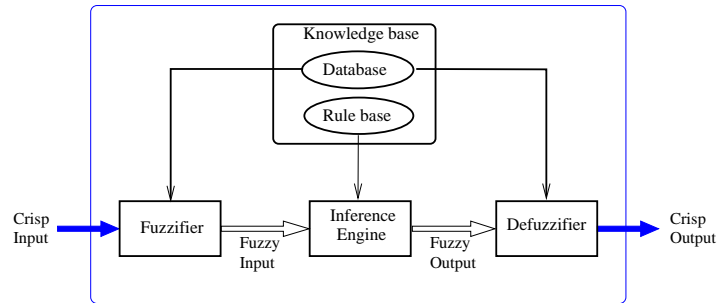 Knowledge base
Database
Rule base
Crisp
Input
Fuzzifier
Fuzzy
Input
Inference
Engine
Fuzzy
Output
Defuzzifier
Crisp
Output